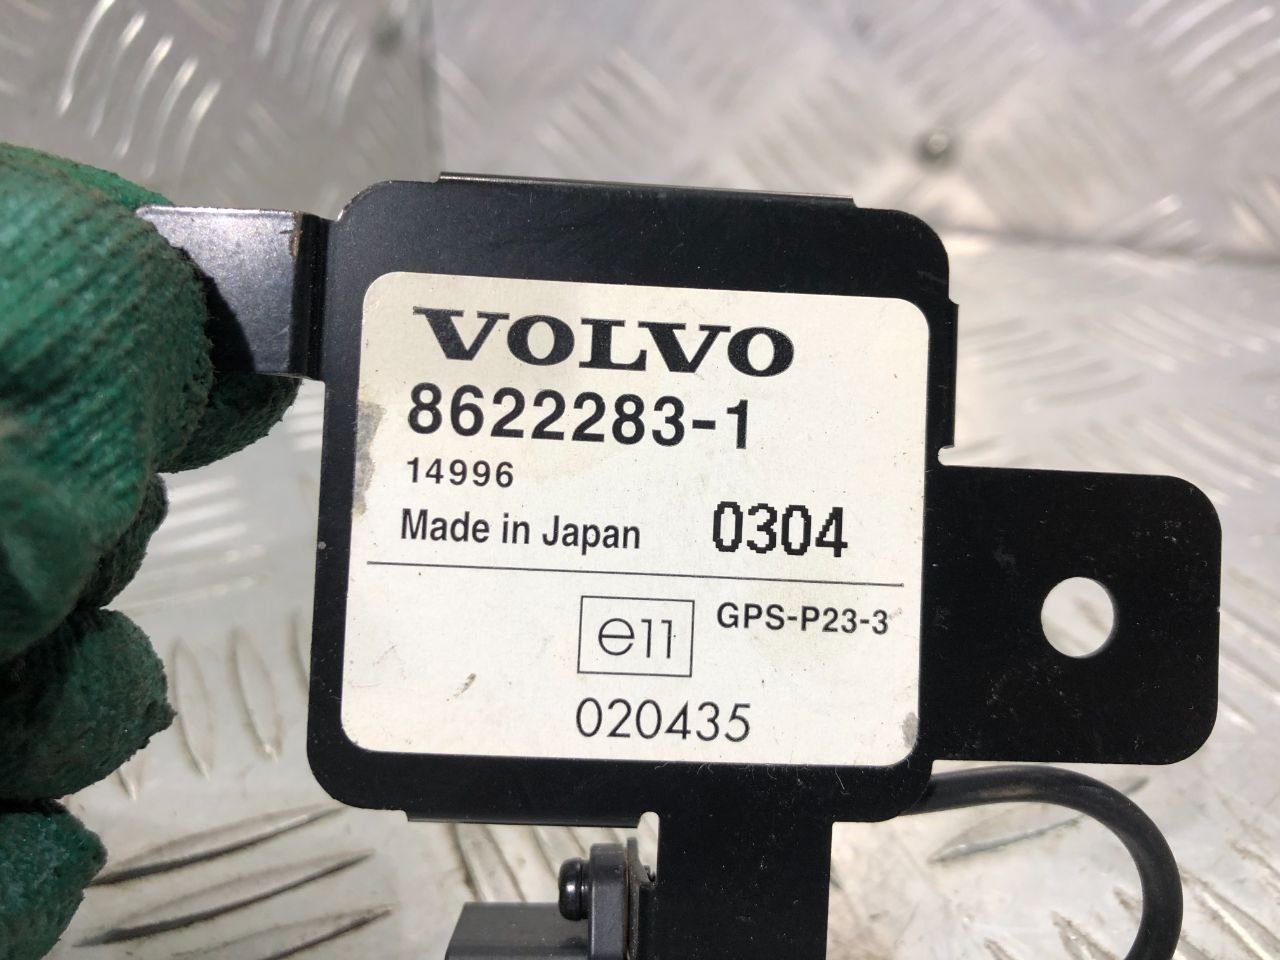 VOLVO
8622283-1
14996
Made in Japan 0304
e11 GPS-P23-3
020435